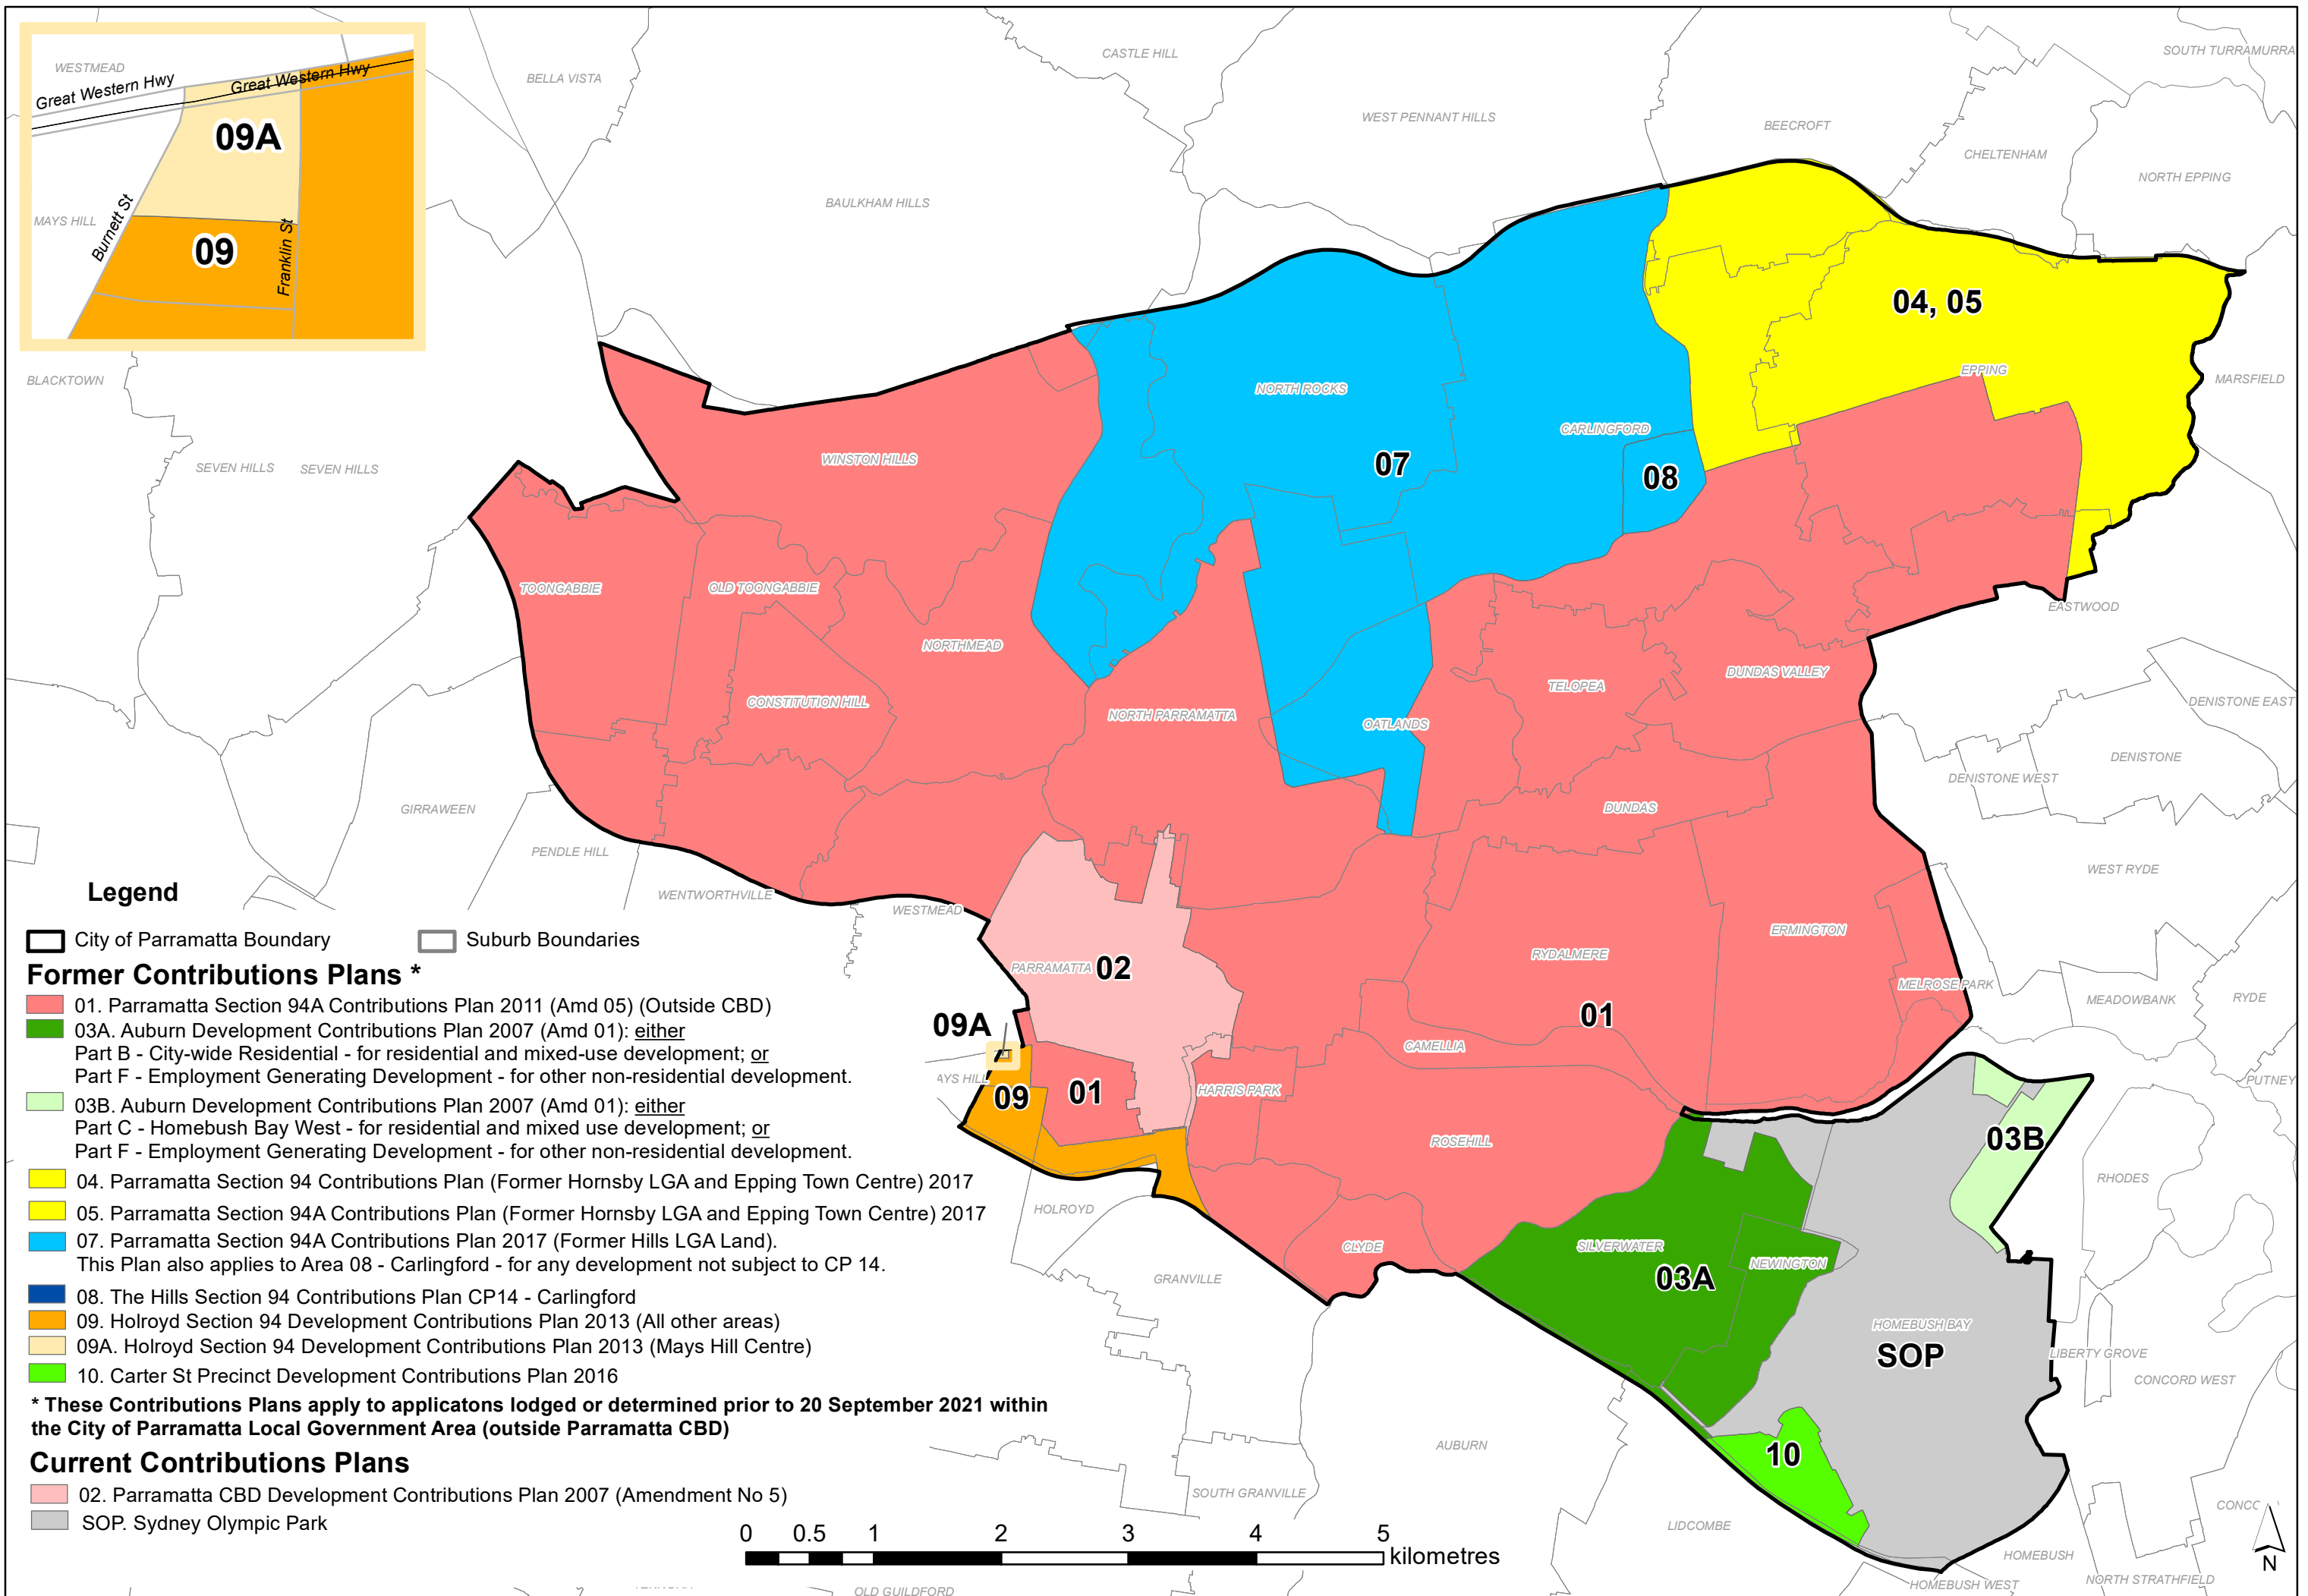 WESTMEAD
Great Western Hwy
Great Western Hwy
09A
MAYS HILL
Burnett St
09
Franklin St
CASTLE HILL
SOUTH TURRAMURRA
BELLA VISTA
WEST PENNANT HILLS
BEECROFT
CHELTENHAM
NORTH EPPING
BAULKHAM HILLS
04, 05
EPPING
MARSFIELD
BLACKTOWN
NORTH ROCKS
CARLINGFORD
07
08
SEVEN HILLS
SEVEN HILLS
WINSTON HILLS
TOONGABBIE
OLD TOONGABBIE
EASTWOOD
NORTHMEAD
CONSTITUTION HILL
NORTH PARRAMATTA
OATLANDS
TELOPEA
DUNDAS VALLEY
DENISTONE EAST
DENISTONE
DENISTONE WEST
GIRRAWEEN
DUNDAS
PENDLE HILL
WEST RYDE
WENTWORTHVILLE
WESTMEAD
PARRAMATTA
02
RYDALMERE
ERMINGTON
MELROSE PARK
MEADOWBANK
RYDE
01
CAMELLIA
09A
AYS HILL
09
01
HARRIS PARK
PUTNEY
ROSEHILL
03B
RHODES
HOLROYD
CLYDE
GRANVILLE
SILVERWATER
03A
NEWINGTON
HOMEBUSH BAY
SOP
LIBERTY GROVE
CONCORD WEST
AUBURN
10
SOUTH GRANVILLE
LIDCOMBE
CONCO
HOMEBUSH
HOMEBUSH WEST
NORTH STRATHFIELD
OLD GUILDFORD
N
Legend
City of Parramatta Boundary
Suburb Boundaries
Former Contributions Plans *
01. Parramatta Section 94A Contributions Plan 2011 (Amd 05) (Outside CBD)
03A. Auburn Development Contributions Plan 2007 (Amd 01): either
Part B - City-wide Residential - for residential and mixed-use development; or
Part F - Employment Generating Development - for other non-residential development.
03B. Auburn Development Contributions Plan 2007 (Amd 01): either
Part C - Homebush Bay West - for residential and mixed use development; or
Part F - Employment Generating Development - for other non-residential development.
04. Parramatta Section 94 Contributions Plan (Former Hornsby LGA and Epping Town Centre) 2017
05. Parramatta Section 94A Contributions Plan (Former Hornsby LGA and Epping Town Centre) 2017
07. Parramatta Section 94A Contributions Plan 2017 (Former Hills LGA Land).
This Plan also applies to Area 08 - Carlingford - for any development not subject to CP 14.
08. The Hills Section 94 Contributions Plan CP14 - Carlingford
09. Holroyd Section 94 Development Contributions Plan 2013 (All other areas)
09A. Holroyd Section 94 Development Contributions Plan 2013 (Mays Hill Centre)
10. Carter St Precinct Development Contributions Plan 2016
* These Contributions Plans apply to applicatons lodged or determined prior to 20 September 2021 within
the City of Parramatta Local Government Area (outside Parramatta CBD)
Current Contributions Plans
02. Parramatta CBD Development Contributions Plan 2007 (Amendment No 5)
SOP. Sydney Olympic Park
0 0.5 1 2 3 4 5
kilometres